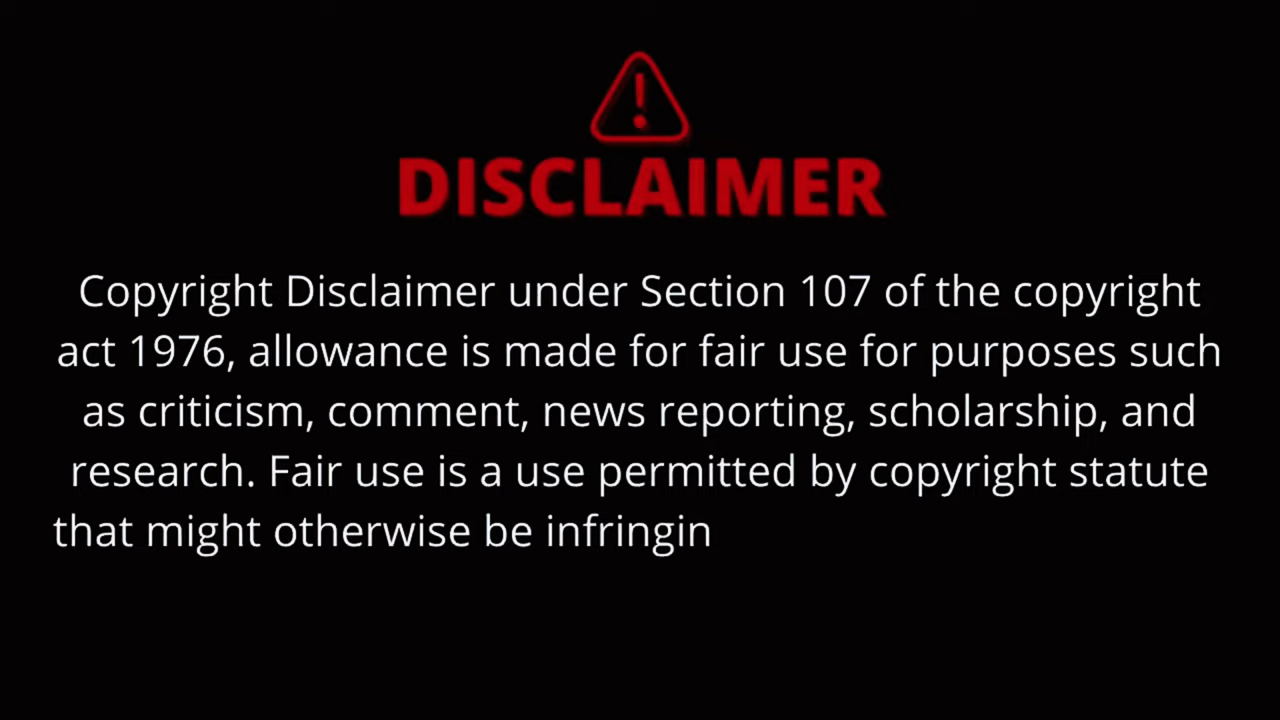 DISCLAIMER
Copyright Disclaimer under Section 107 of the copyright
act 1976, allowance is made for fair use for purposes such
as criticism, comment, news reporting, scholarship, and
research. Fair use is a use permitted by copyright statute
that might otherwise be infringin